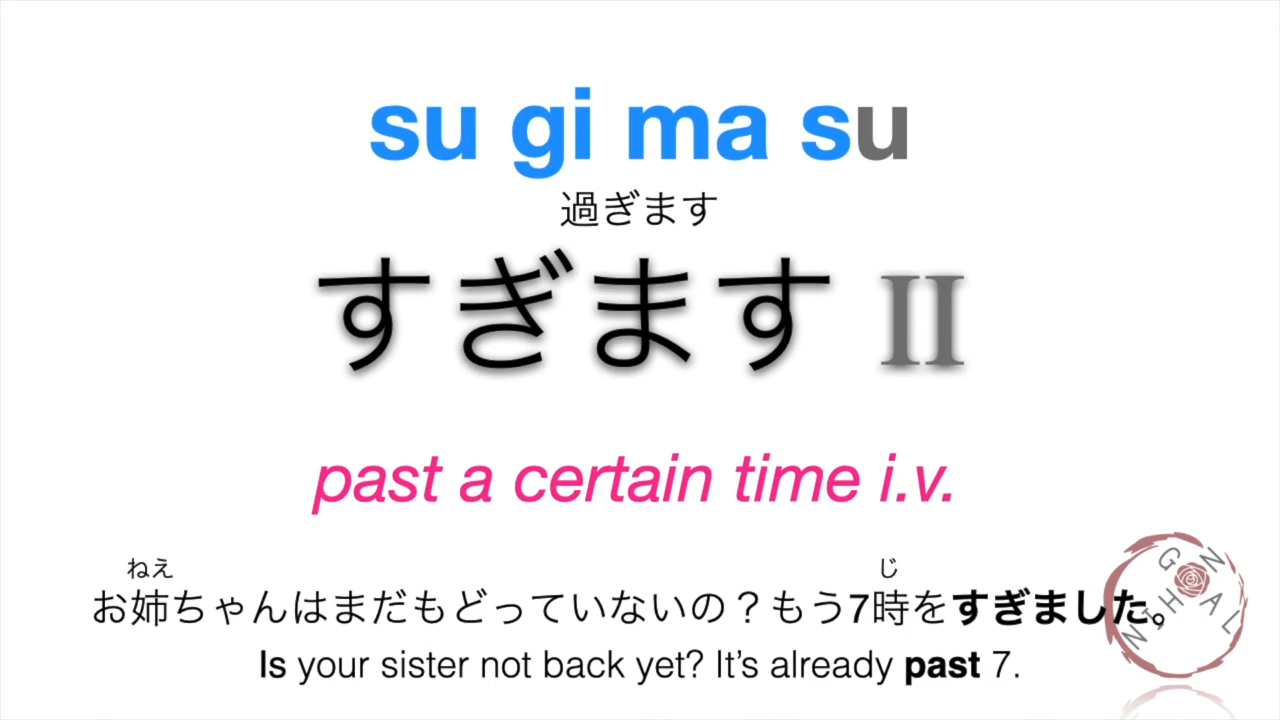 su gi ma su
過ぎます
すぎます II
past a certain time i.v.
ねえ じ
お姉ちゃんはまだもどっていないの？もう7時をすぎました。
Is your sister not back yet? It's already past 7.
NIHON GAL